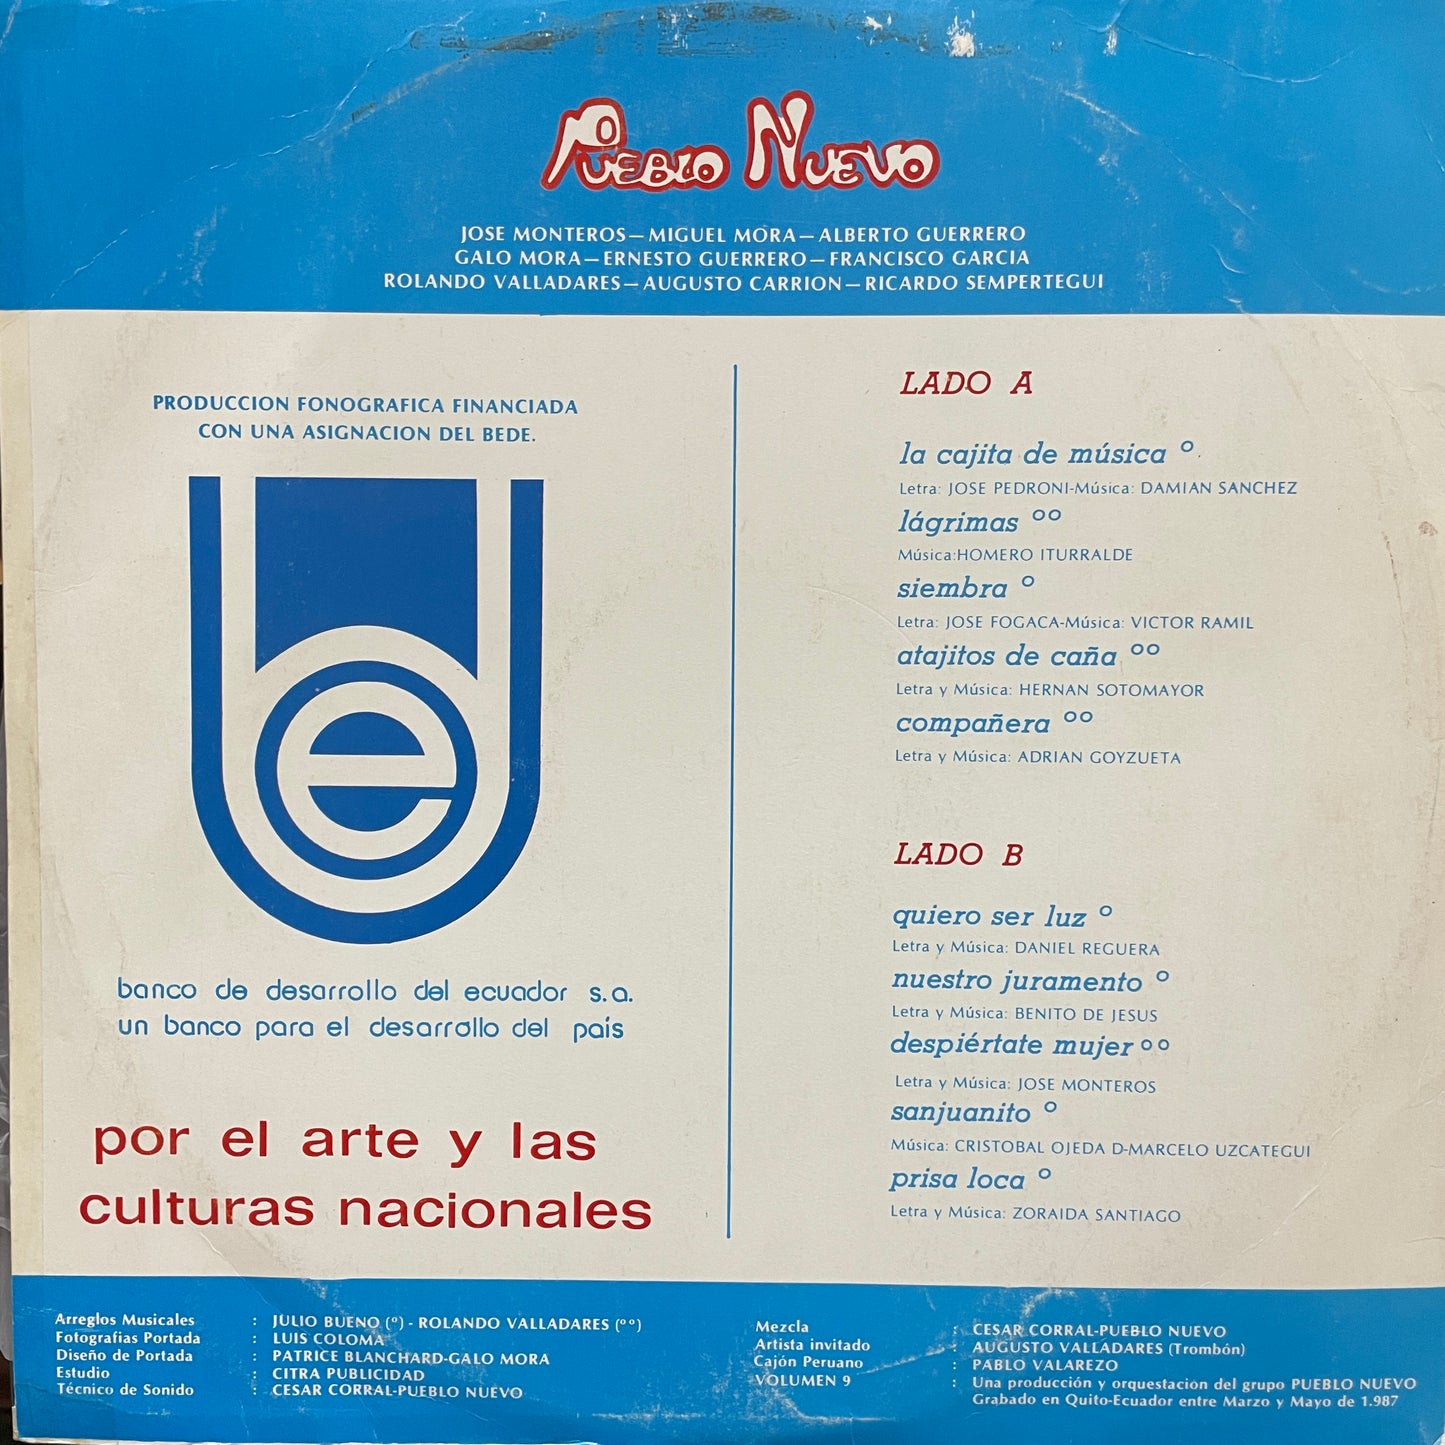 PUEBLO NUEVO
JOSE MONTEROS—MIGUEL MORA—ALBERTO GUERRERO
GALO MORA—ERNESTO GUERRERO—FRANCISCO GARCIA
ROLANDO VALLADARES—AUGUSTO CARRION—RICARDO SEMPERTEGUI
PRODUCCION FONOGRAFICA FINANCIADA
CON UNA ASIGNACION DEL BEDE.
banco de desarrollo del ecuador s.a.
un banco para el desarrollo del país
por el arte y las
culturas nacionales
LADO A
la cajita de música º
Letra: JOSE PEDRONI-Música: DAMIAN SANCHEZ
lágrimas ºº
Música:HOMERO ITURRALDE
siembra º
Letra: JOSE FOGACA-Música: VICTOR RAMIL
atajitos de caña ºº
Letra y Música: HERNAN SOTOMAYOR
compañera ºº
Letra y Música: ADRIAN GOYZUETA
LADO B
quiero ser luz º
Letra y Música: DANIEL REGUERA
nuestro juramento º
Letra y Música: BENITO DE JESUS
despiértate mujer ºº
Letra y Música: JOSE MONTEROS
sanjuanito º
Música: CRISTOBAL OJEDA D-MARCELO UZCATEGUI
prisa loca º
Letra y Música: ZORAIDA SANTIAGO
Arreglos Musicales : JULIO BUENO (º) - ROLANDO VALLADARES (ºº)
Fotografías Portada : LUIS COLOMA
Diseño de Portada : PATRICE BLANCHARD-GALO MORA
Estudio : CITRA PUBLICIDAD
Técnico de Sonido : CESAR CORRAL-PUEBLO NUEVO
Mezcla : CESAR CORRAL-PUEBLO NUEVO
Artista invitado : AUGUSTO VALLADARES (Trombón)
Cajón Peruano : PABLO VALAREZO
VOLUMEN 9 : Una producción y orquestación del grupo PUEBLO NUEVO
Grabado en Quito-Ecuador entre Marzo y Mayo de 1.987